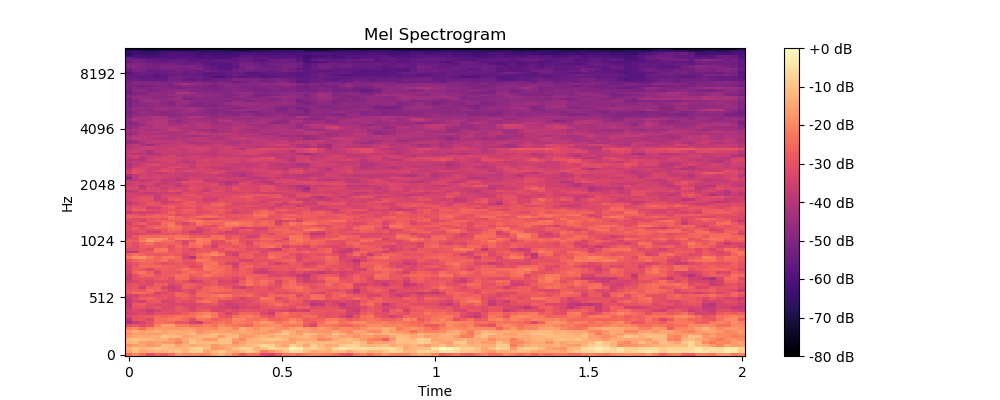 Mel Spectrogram
Hz
8192
4096
2048
1024
512
0
0 0.5 1 1.5 2
Time
+0 dB
-10 dB
-20 dB
-30 dB
-40 dB
-50 dB
-60 dB
-70 dB
-80 dB